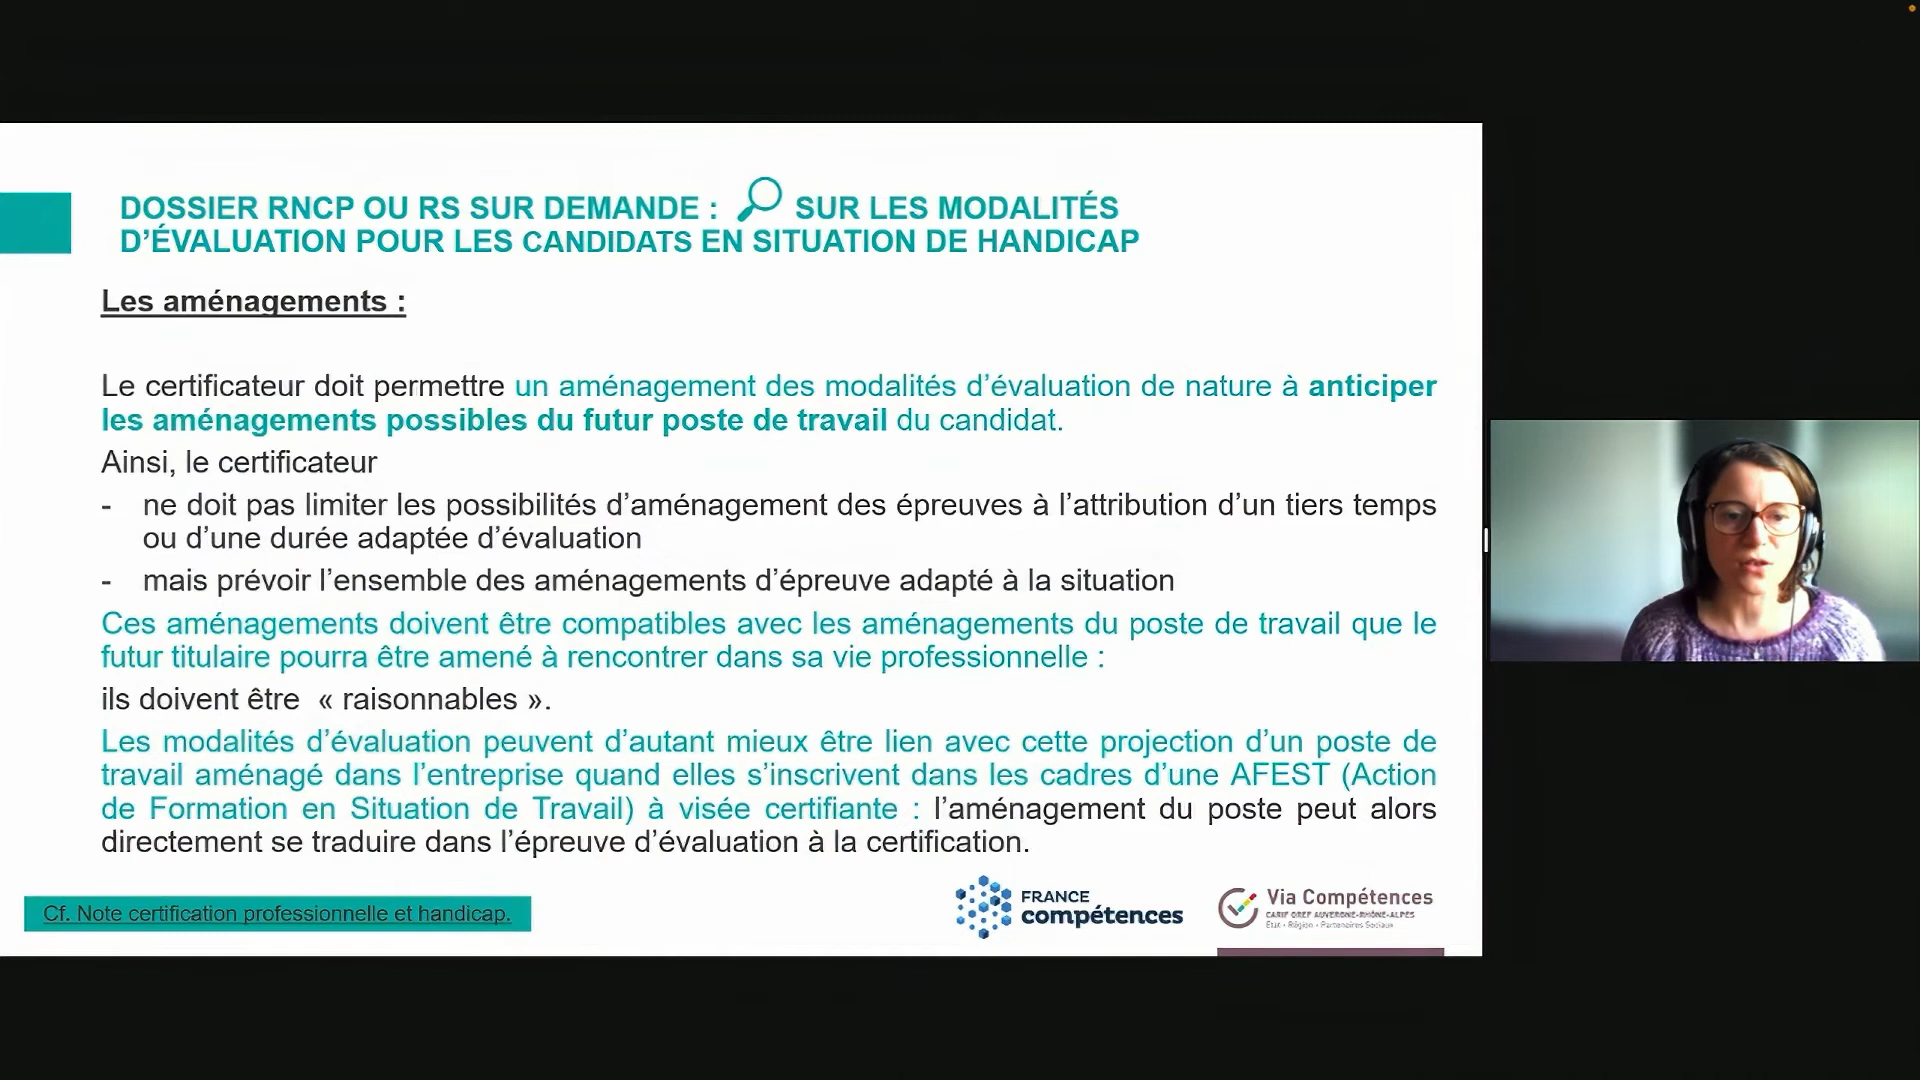 DOSSIER RNCP OU RS SUR DEMANDE : SUR LES MODALITÉS
D’ÉVALUATION POUR LES CANDIDATS EN SITUATION DE HANDICAP
Les aménagements :
Le certificateur doit permettre un aménagement des modalités d’évaluation de nature à anticiper
les aménagements possibles du futur poste de travail du candidat.
Ainsi, le certificateur
- ne doit pas limiter les possibilités d’aménagement des épreuves à l’attribution d’un tiers temps
ou d’une durée adaptée d’évaluation
- mais prévoir l’ensemble des aménagements d’épreuve adapté à la situation
Ces aménagements doivent être compatibles avec les aménagements du poste de travail que le
futur titulaire pourra être amené à rencontrer dans sa vie professionnelle :
ils doivent être « raisonnables ».
Les modalités d’évaluation peuvent d’autant mieux être lien avec cette projection d’un poste de
travail aménagé dans l’entreprise quand elles s’inscrivent dans les cadres d’une AFEST (Action
de Formation en Situation de Travail) à visée certifiante : l’aménagement du poste peut alors
directement se traduire dans l’épreuve d’évaluation à la certification.
Cf. Note certification professionnelle et handicap.
FRANCE
compétences
Via Compétences
CARIF OREF AUVERGNE-RHÔNE-ALPES
État • Région • Partenaires Sociaux